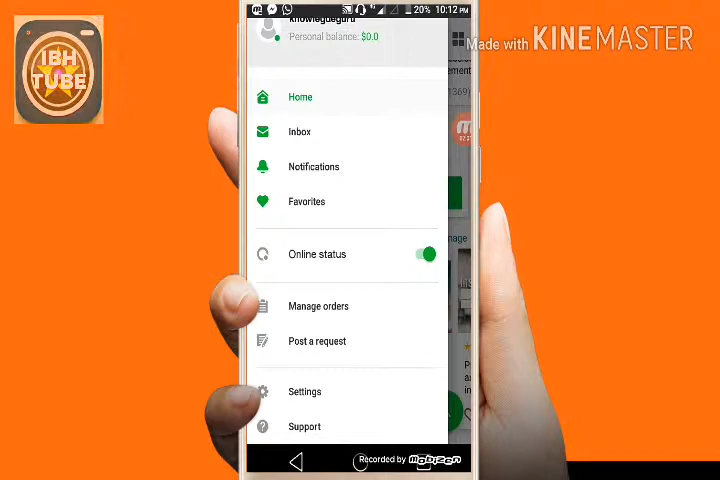 20% 10:12 PM
Made with KINEMASTER
IBH
TUBE
knowledgeguru
Personal balance: $0.0
Home
Inbox
Notifications
Favorites
Online status
Manage orders
Post a request
Settings
Support
Recorded by mobizen